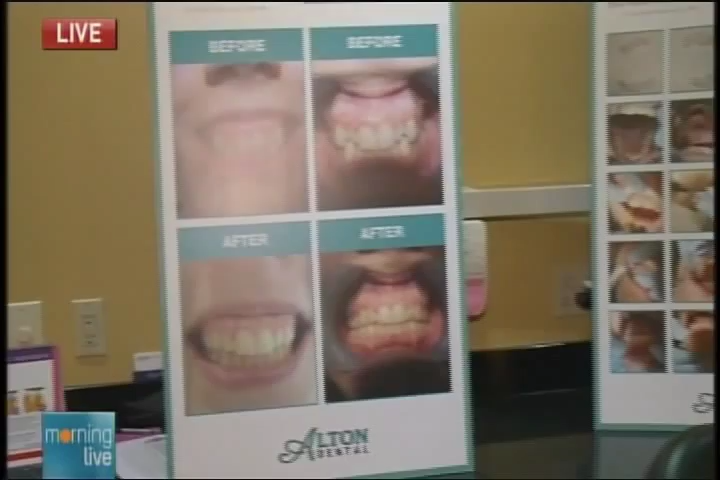 LIVE
BEFORE
BEFORE
AFTER
AFTER
ALTON
DENTAL
morning
live